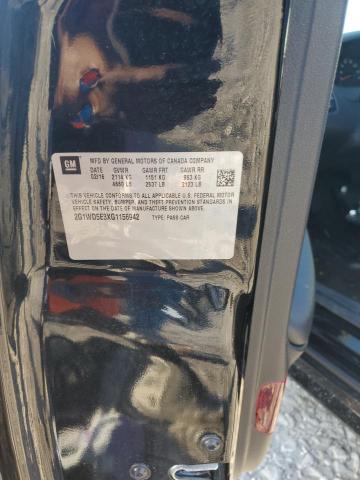 GM
MFD BY GENERAL MOTORS OF CANADA COMPANY
DATE GVWR GAWR FRT GAWR RR
02/16 2114 KG 1151 KG 963 KG
4660 LB 2537 LB 2123 LB
THIS VEHICLE CONFORMS TO ALL APPLICABLE U.S. FEDERAL MOTOR
VEHICLE SAFETY, BUMPER, AND THEFT PREVENTION STANDARDS
IN EFFECT ON THE DATE OF MANUFACTURE SHOWN ABOVE.
2G1WD5E3XG1156942 TYPE: PASS CAR